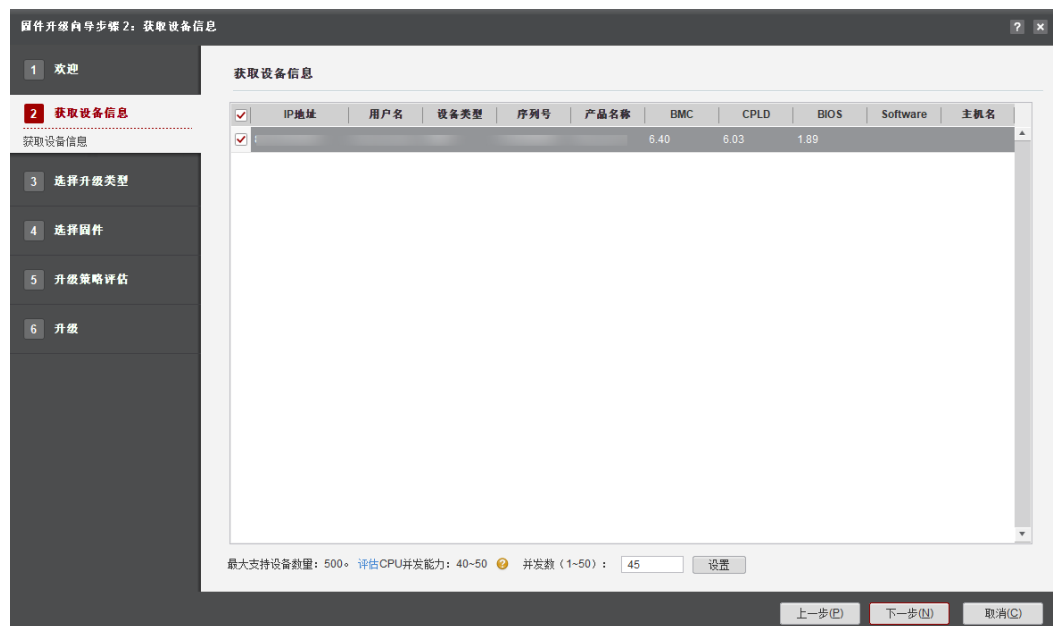 固件升级向导步骤 2：获取设备信息
? ×
1 欢迎
2 获取设备信息
获取设备信息
3 选择升级类型
4 选择固件
5 升级策略评估
6 升级
获取设备信息
IP地址 用户名 设备类型 序列号 产品名称 BMC CPLD BIOS Software 主机名
6.40 6.03 1.89
最大支持设备数量：500。 评估CPU并发能力：40~50 ? 并发数（1~50）： 45 设置
上一步(P) 下一步(N) 取消(C)